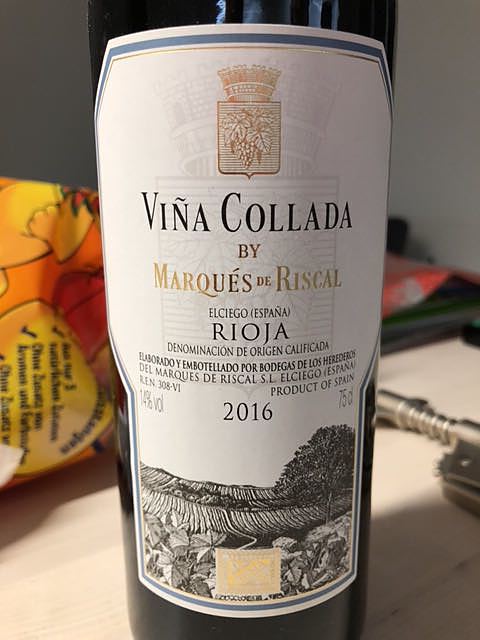 VIÑA COLLADA
BY
MARQUÉS DE RISCAL
ELCIEGO (ESPAÑA)
RIOJA
DENOMINACIÓN DE ORIGEN CALIFICADA
ELABORADO Y EMBOTELLADO POR BODEGAS DE LOS HEREDEROS
DEL MARQUES DE RISCAL S.L. ELCIEGO (ESPAÑA)
R.E.N. 308-VI PRODUCT OF SPAIN
14% vol 2016 75 cl